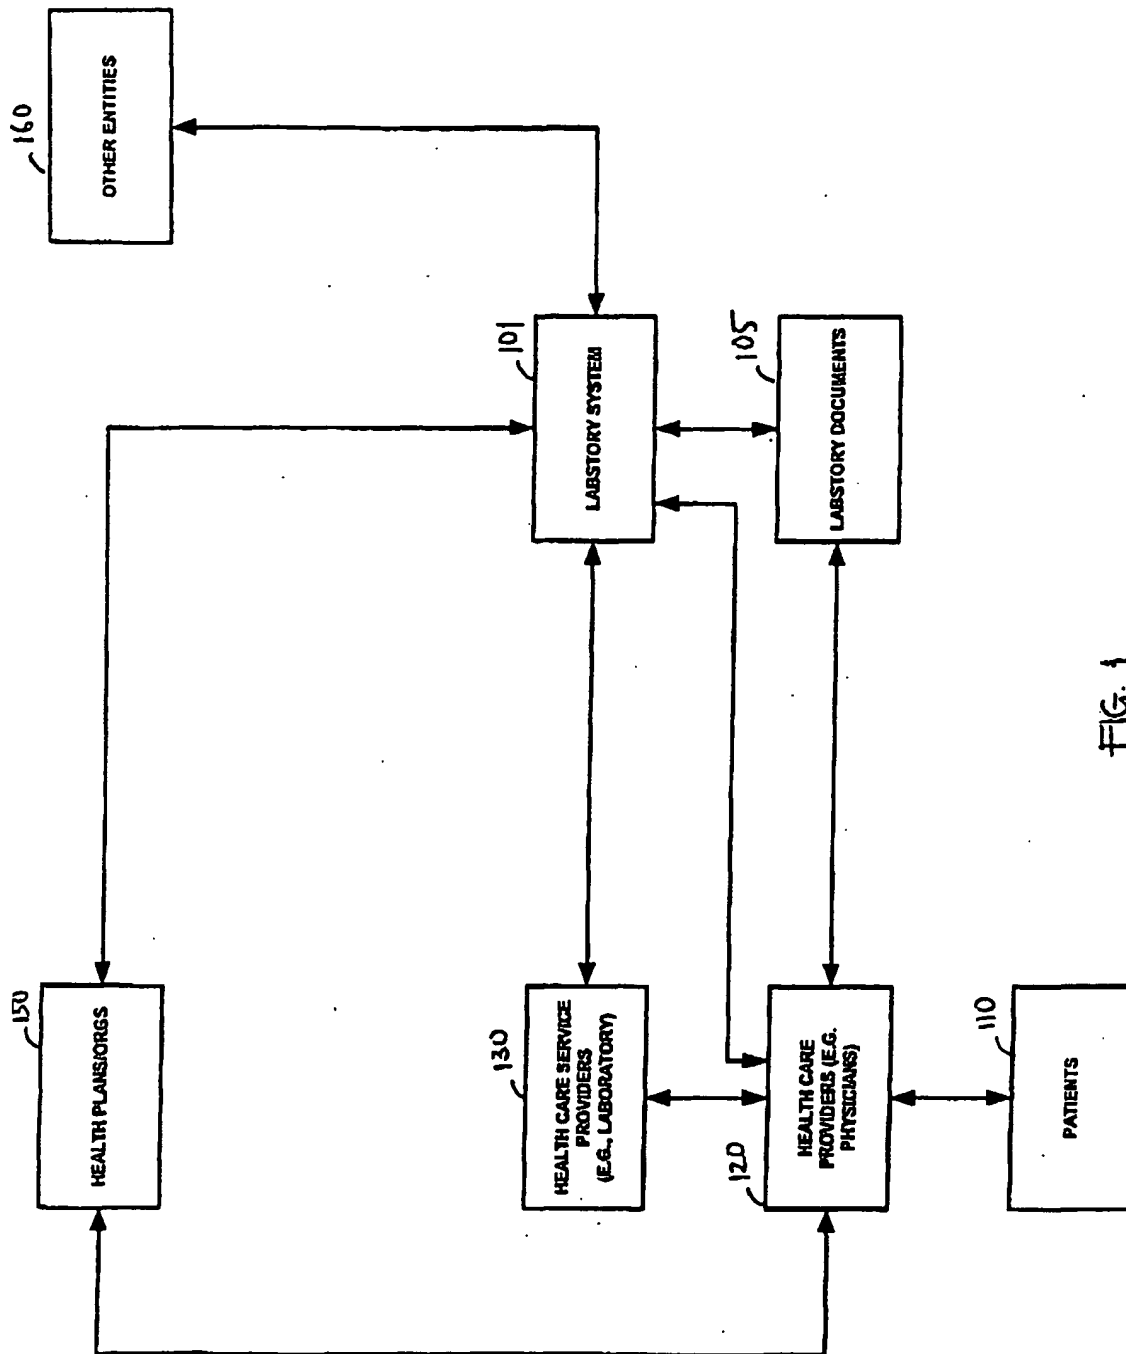 150
HEALTH PLANS/ORGS
130
HEALTH CARE SERVICE
PROVIDERS
(E.G., LABORATORY)
120
HEALTH CARE
PROVIDERS (E.G.
PHYSICIANS)
110
PATIENTS
101
LABSTORY SYSTEM
105
LABSTORY DOCUMENTS
160
OTHER ENTITIES
FIG. 1